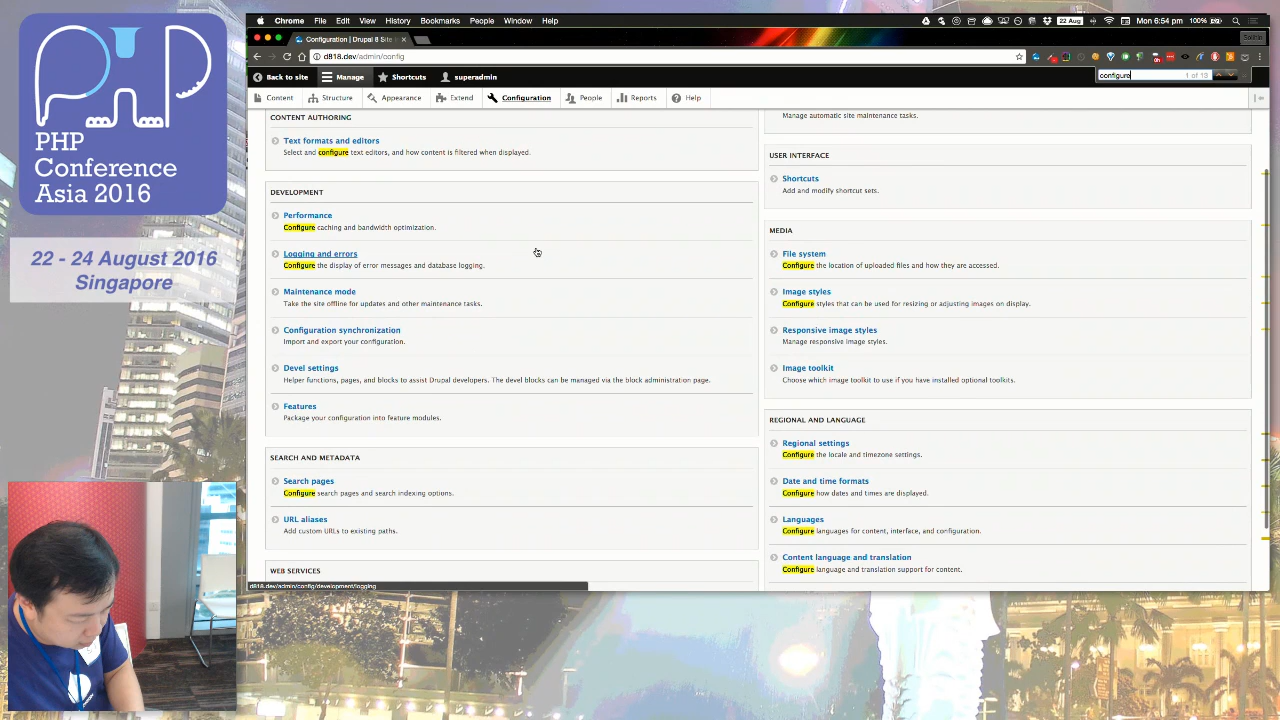 PHP
Conference
Asia 2016
22 - 24 August 2016
Singapore
Chrome File Edit View History Bookmarks People Window Help
22 Aug Mon 6:54 pm 100%
Configuration | Drupal 8 Site
d818.dev/admin/config
Back to site Manage Shortcuts superadmin
configure 1 of 13
Content Structure Appearance Extend Configuration People Reports Help
CONTENT AUTHORING
Text formats and editors
Select and configure text editors, and how content is filtered when displayed.
DEVELOPMENT
Performance
Configure caching and bandwidth optimization.
Logging and errors
Configure the display of error messages and database logging.
Maintenance mode
Take the site offline for updates and other maintenance tasks.
Configuration synchronization
Import and export your configuration.
Devel settings
Helper functions, pages, and blocks to assist Drupal developers. The devel blocks can be managed via the block administration page.
Features
Package your configuration into feature modules.
SEARCH AND METADATA
Search pages
Configure search pages and search indexing options.
URL aliases
Add custom URLs to existing paths.
WEB SERVICES
d818.dev/admin/config/development/logging
Manage automatic site maintenance tasks.
USER INTERFACE
Shortcuts
Add and modify shortcut sets.
MEDIA
File system
Configure the location of uploaded files and how they are accessed.
Image styles
Configure styles that can be used for resizing or adjusting images on display.
Responsive image styles
Manage responsive image styles.
Image toolkit
Choose which image toolkit to use if you have installed optional toolkits.
REGIONAL AND LANGUAGE
Regional settings
Configure the locale and timezone settings.
Date and time formats
Configure how dates and times are displayed.
Languages
Configure languages for content, interface, and configuration.
Content language and translation
Configure language and translation support for content.